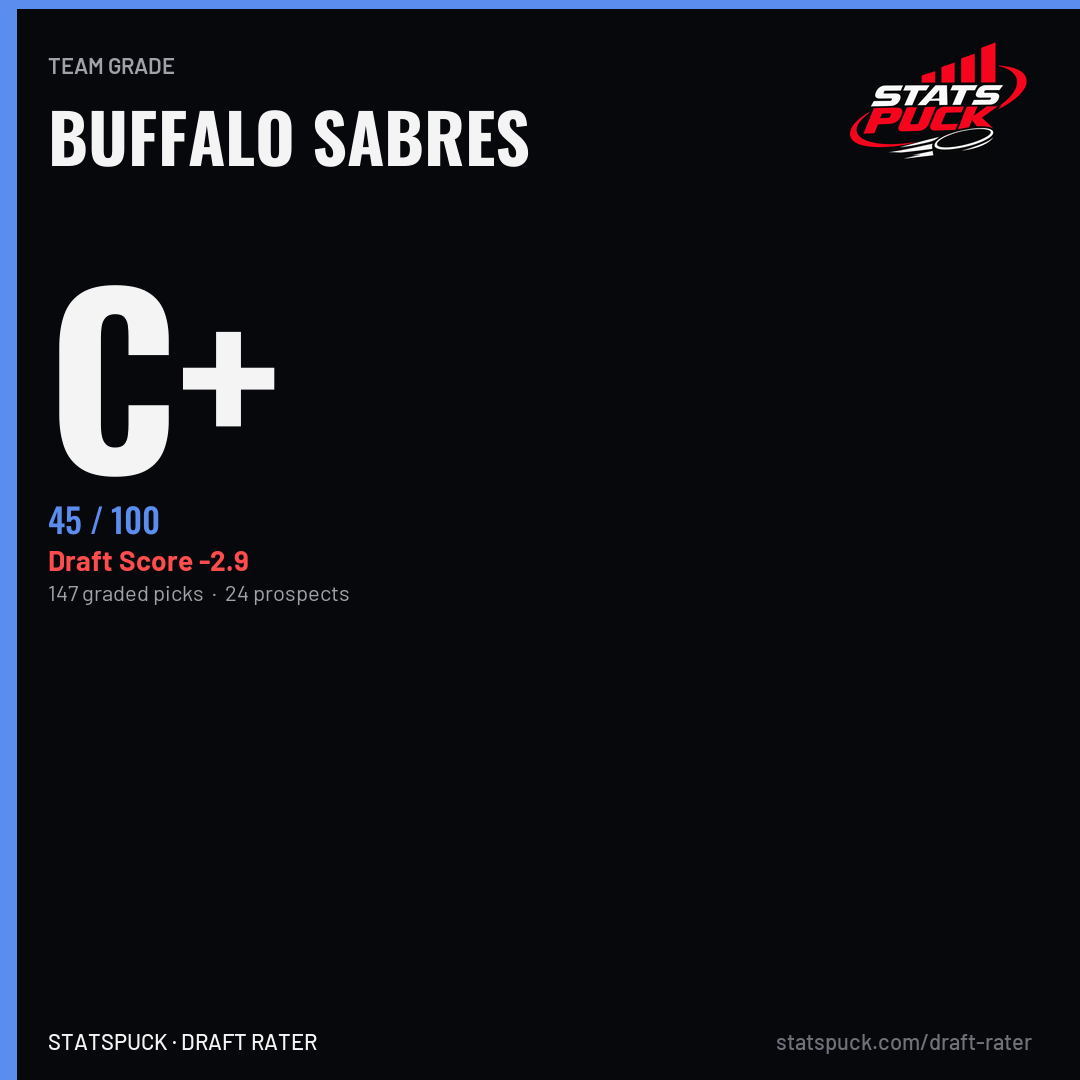 TEAM GRADE
BUFFALO SABRES
STATS
PUCK
C+
45 / 100
Draft Score -2.9
147 graded picks · 24 prospects
STATSPUCK · DRAFT RATER
statspuck.com/draft-rater